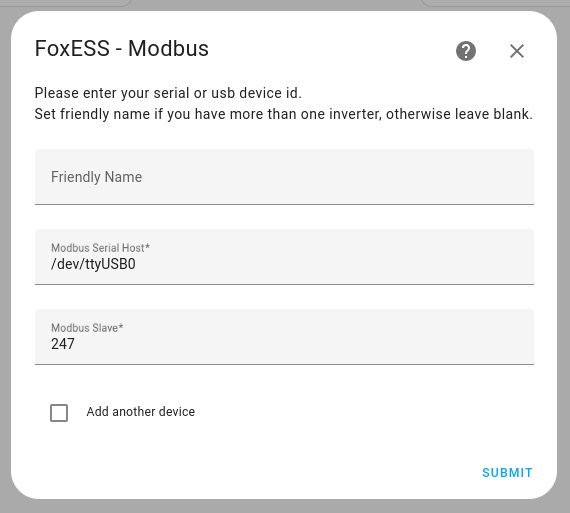 FoxESS - Modbus
Please enter your serial or usb device id.
Set friendly name if you have more than one inverter, otherwise leave blank.
Friendly Name
Modbus Serial Host*
/dev/ttyUSB0
Modbus Slave*
247
Add another device
SUBMIT